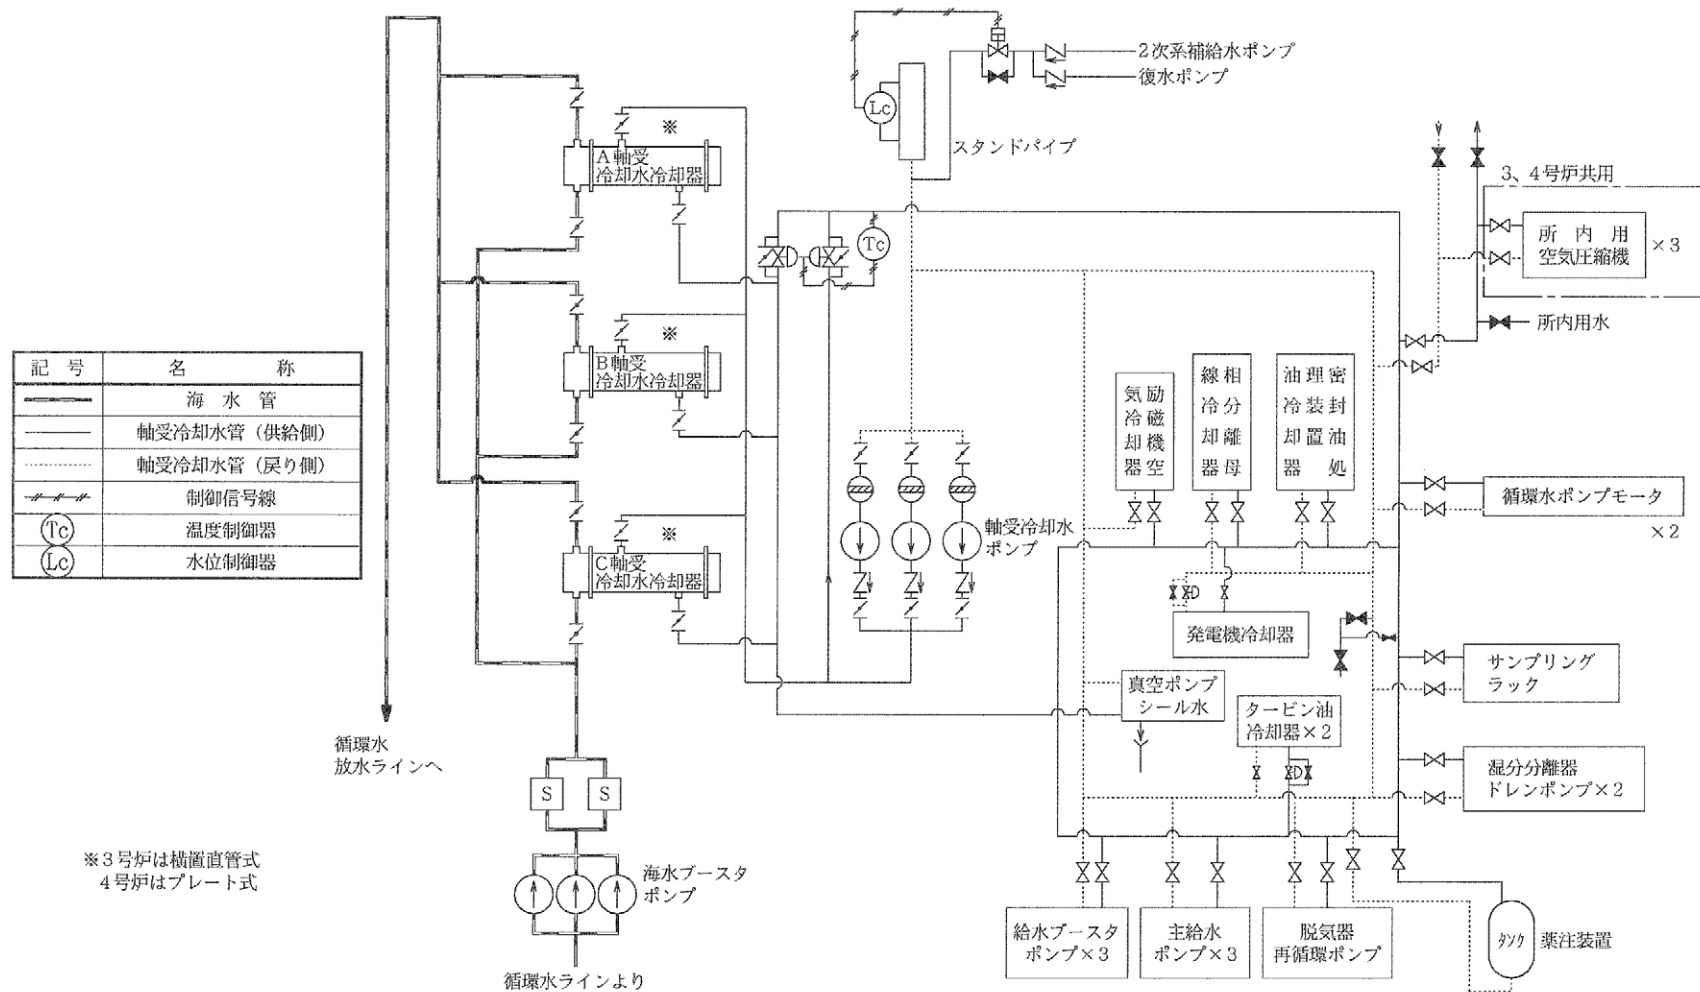 2次系補給水ポンプ
復水ポンプ
Lc
スタンドパイプ
※
A軸受
冷却水冷却器
Tc
3、4号炉共用
所内用
空気圧縮機
×3
所内用水
※
B軸受
冷却水冷却器
記号 名称
海水管
軸受冷却水管(供給側)
軸受冷却水管(戻り側)
制御信号線
Tc 温度制御器
Lc 水位制御器
励磁機空
気冷却器
相分離母
線冷却器
密封油処
理装置油
冷却器
循環水ポンプモータ
×2
軸受冷却水
ポンプ
※
C軸受
冷却水冷却器
D
発電機冷却器
サンプリング
ラック
真空ポンプ
シール水
タービン油
冷却器×2
D
湿分分離器
ドレンポンプ×2
循環水
放水ラインへ
S
S
※3号炉は横置直管式
4号炉はプレート式
海水ブースタ
ポンプ
給水ブースタ
ポンプ×3
主給水
ポンプ×3
脱気器
再循環ポンプ
タンク
薬注装置
循環水ラインより